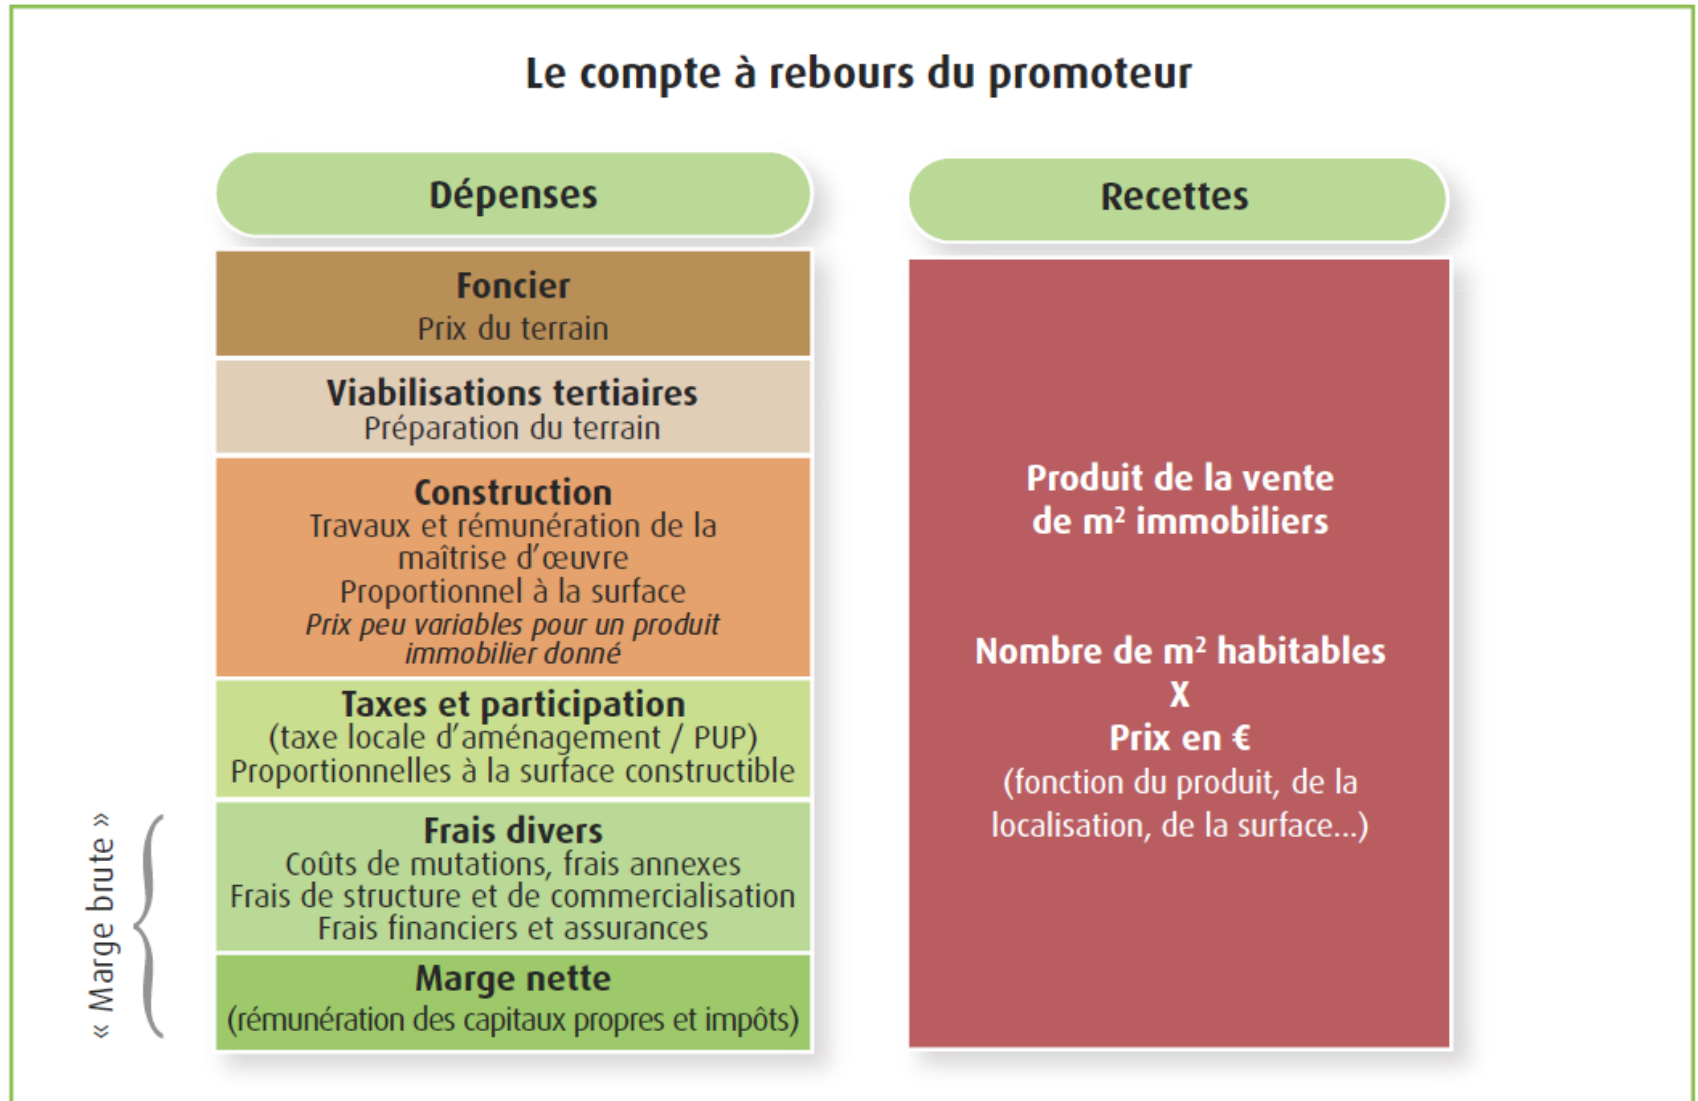 Le compte à rebours du promoteur
Dépenses
Foncier
Prix du terrain
Viabilisations tertiaires
Préparation du terrain
Construction
Travaux et rémunération de la
maîtrise d'œuvre
Proportionnel à la surface
Prix peu variables pour un produit
immobilier donné
Taxes et participation
(taxe locale d'aménagement / PUP)
Proportionnelles à la surface constructible
« Marge brute »
Frais divers
Coûts de mutations, frais annexes
Frais de structure et de commercialisation
Frais financiers et assurances
Marge nette
(rémunération des capitaux propres et impôts)
Recettes
Produit de la vente
de m² immobiliers
Nombre de m² habitables
X
Prix en €
(fonction du produit, de la
localisation, de la surface...)